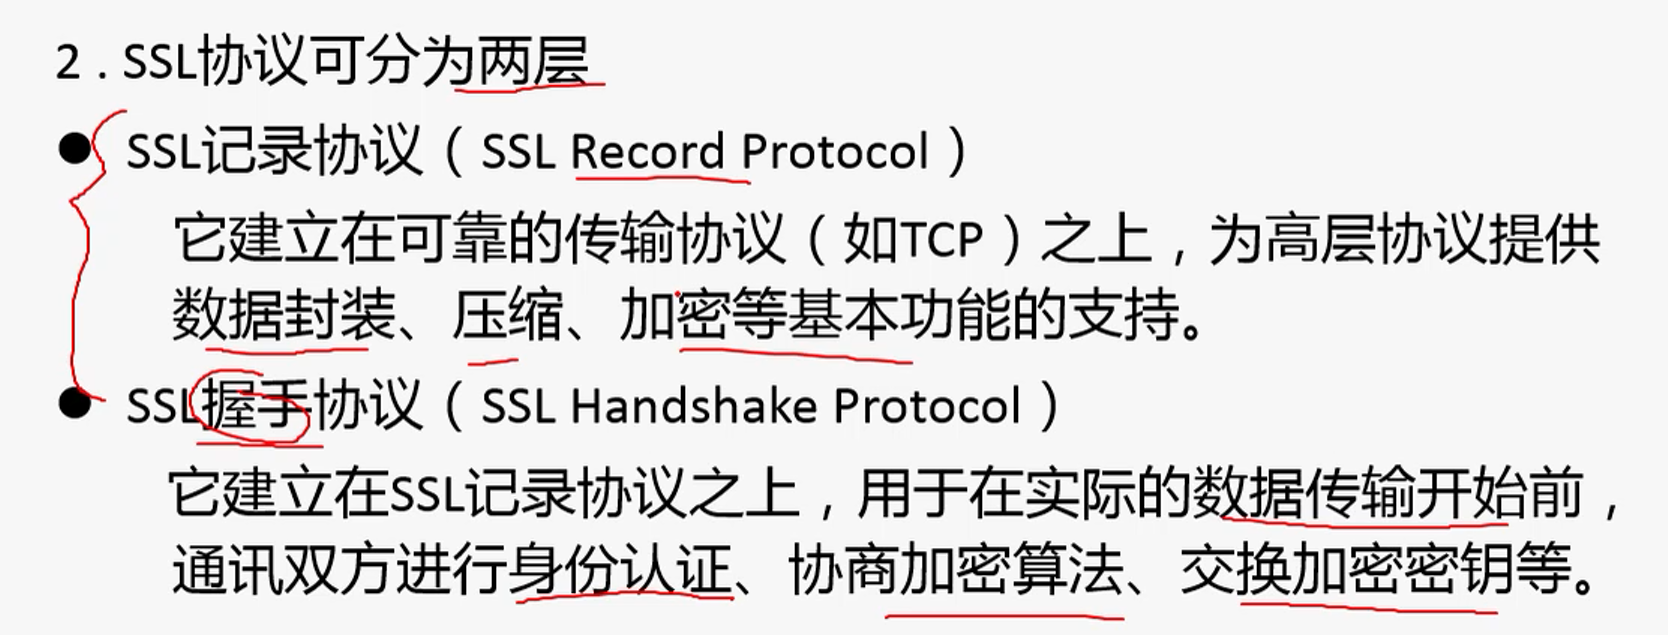 2 . SSL协议可分为两层
● SSL记录协议（SSL Record Protocol）
它建立在可靠的传输协议（如TCP）之上，为高层协议提供
数据封装、压缩、加密等基本功能的支持。
● SSL握手协议（SSL Handshake Protocol）
它建立在SSL记录协议之上，用于在实际的数据传输开始前，
通讯双方进行身份认证、协商加密算法、交换加密密钥等。